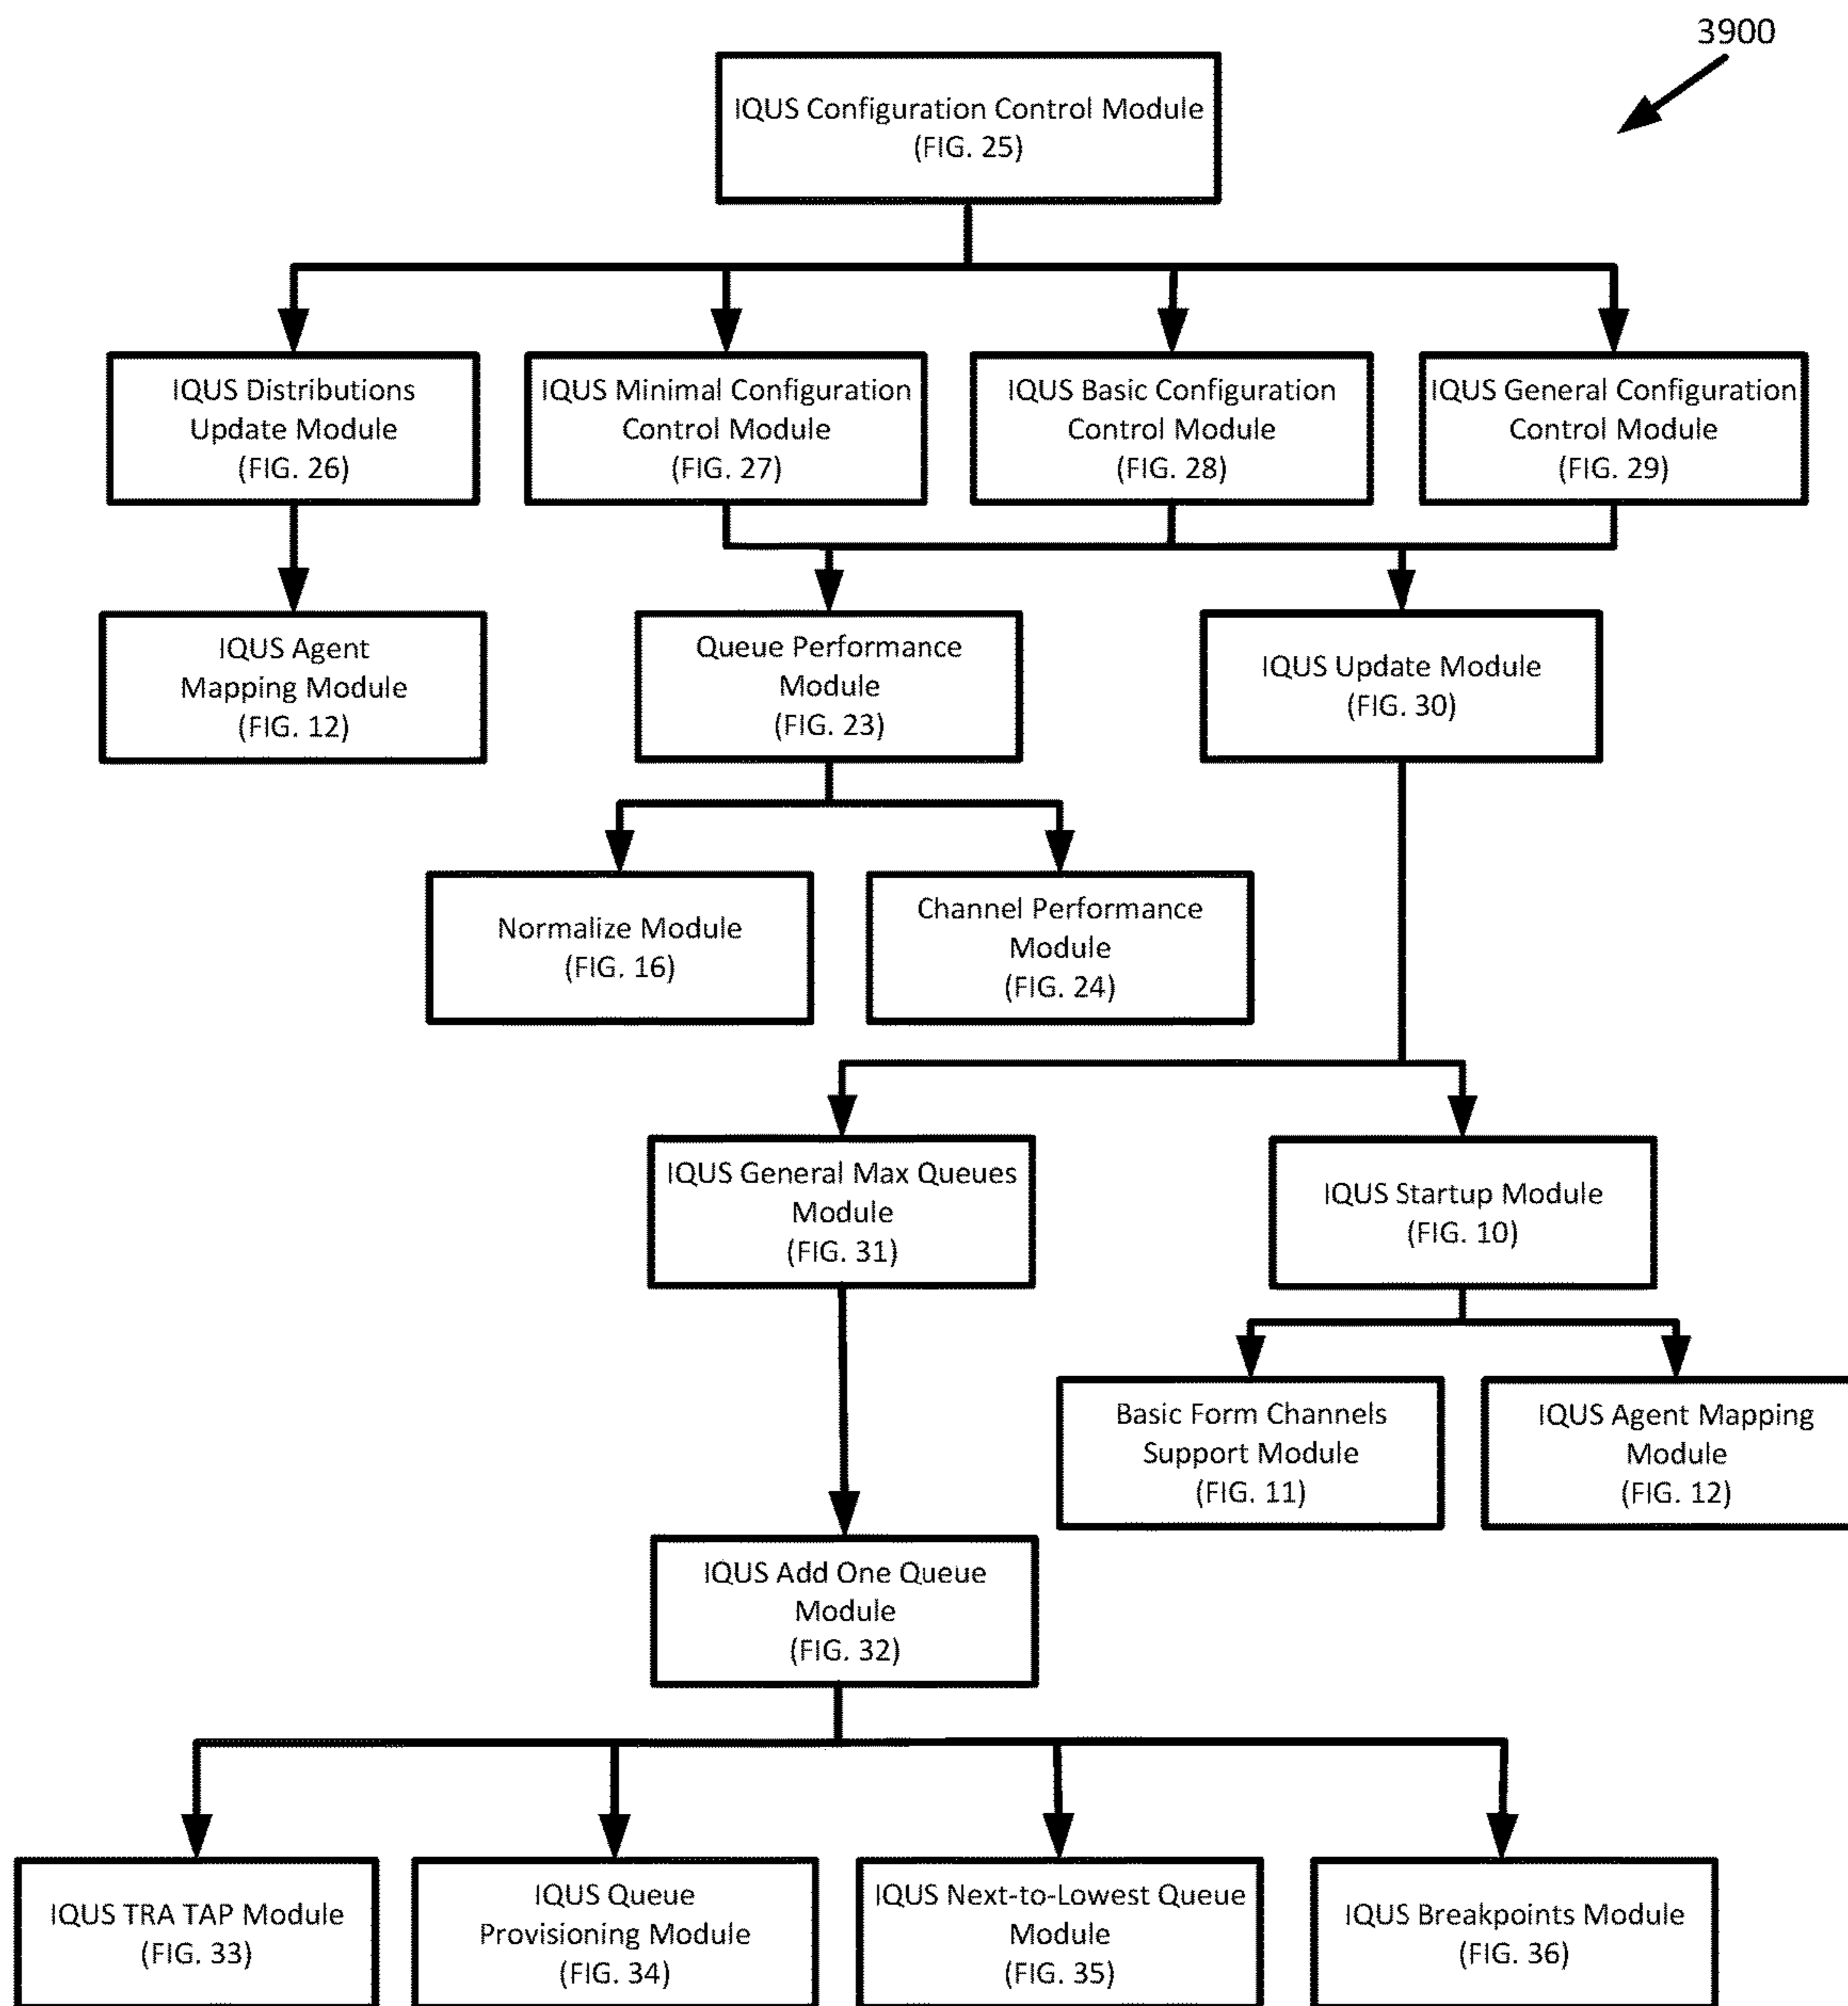 3900
IQUS Configuration Control Module
(FIG. 25)
IQUS Distributions
Update Module
(FIG. 26)
IQUS Minimal Configuration
Control Module
(FIG. 27)
IQUS Basic Configuration
Control Module
(FIG. 28)
IQUS General Configuration
Control Module
(FIG. 29)
IQUS Agent
Mapping Module
(FIG. 12)
Queue Performance
Module
(FIG. 23)
IQUS Update Module
(FIG. 30)
Normalize Module
(FIG. 16)
Channel Performance
Module
(FIG. 24)
IQUS General Max Queues
Module
(FIG. 31)
IQUS Startup Module
(FIG. 10)
Basic Form Channels
Support Module
(FIG. 11)
IQUS Agent Mapping
Module
(FIG. 12)
IQUS Add One Queue
Module
(FIG. 32)
IQUS TRA TAP Module
(FIG. 33)
IQUS Queue
Provisioning Module
(FIG. 34)
IQUS Next-to-Lowest Queue
Module
(FIG. 35)
IQUS Breakpoints Module
(FIG. 36)